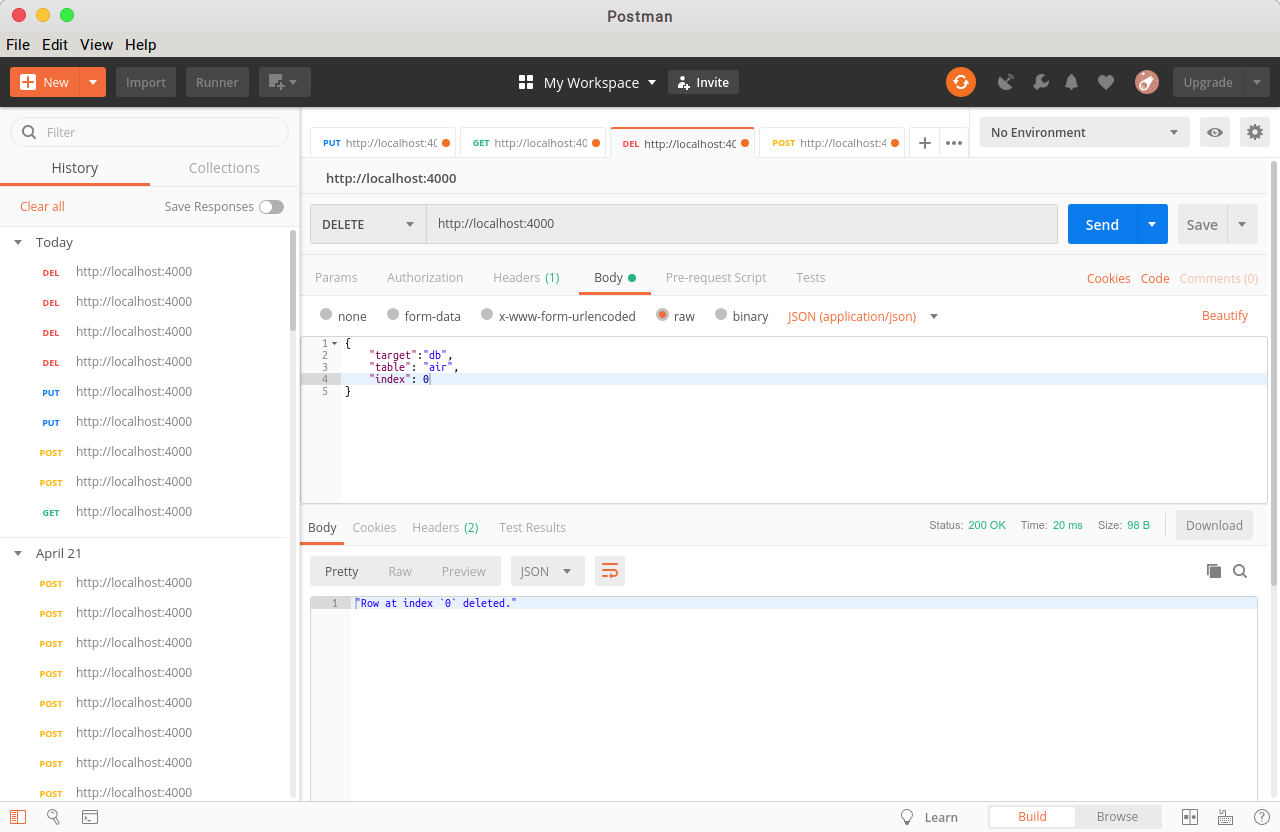 Postman
File Edit View Help
New Import Runner My Workspace Invite Upgrade
Filter
History Collections
Clear all Save Responses
Today
DEL http://localhost:4000
DEL http://localhost:4000
DEL http://localhost:4000
DEL http://localhost:4000
PUT http://localhost:4000
PUT http://localhost:4000
POST http://localhost:4000
POST http://localhost:4000
GET http://localhost:4000
April 21
POST http://localhost:4000
POST http://localhost:4000
POST http://localhost:4000
POST http://localhost:4000
POST http://localhost:4000
POST http://localhost:4000
POST http://localhost:4000
POST http://localhost:4000
PUT http://localhost:40 GET http://localhost:40 DEL http://localhost:40 POST http://localhost:4 No Environment
http://localhost:4000
DELETE http://localhost:4000 Send Save
Params Authorization Headers (1) Body Pre-request Script Tests Cookies Code Comments (0)
none form-data x-www-form-urlencoded raw binary JSON (application/json) Beautify
1 {
2 "target":"db",
3 "table": "air",
4 "index": 0
5 }
Body Cookies Headers (2) Test Results Status: 200 OK Time: 20 ms Size: 98 B Download
Pretty Raw Preview JSON
1 "Row at index `0` deleted."
Learn Build Browse